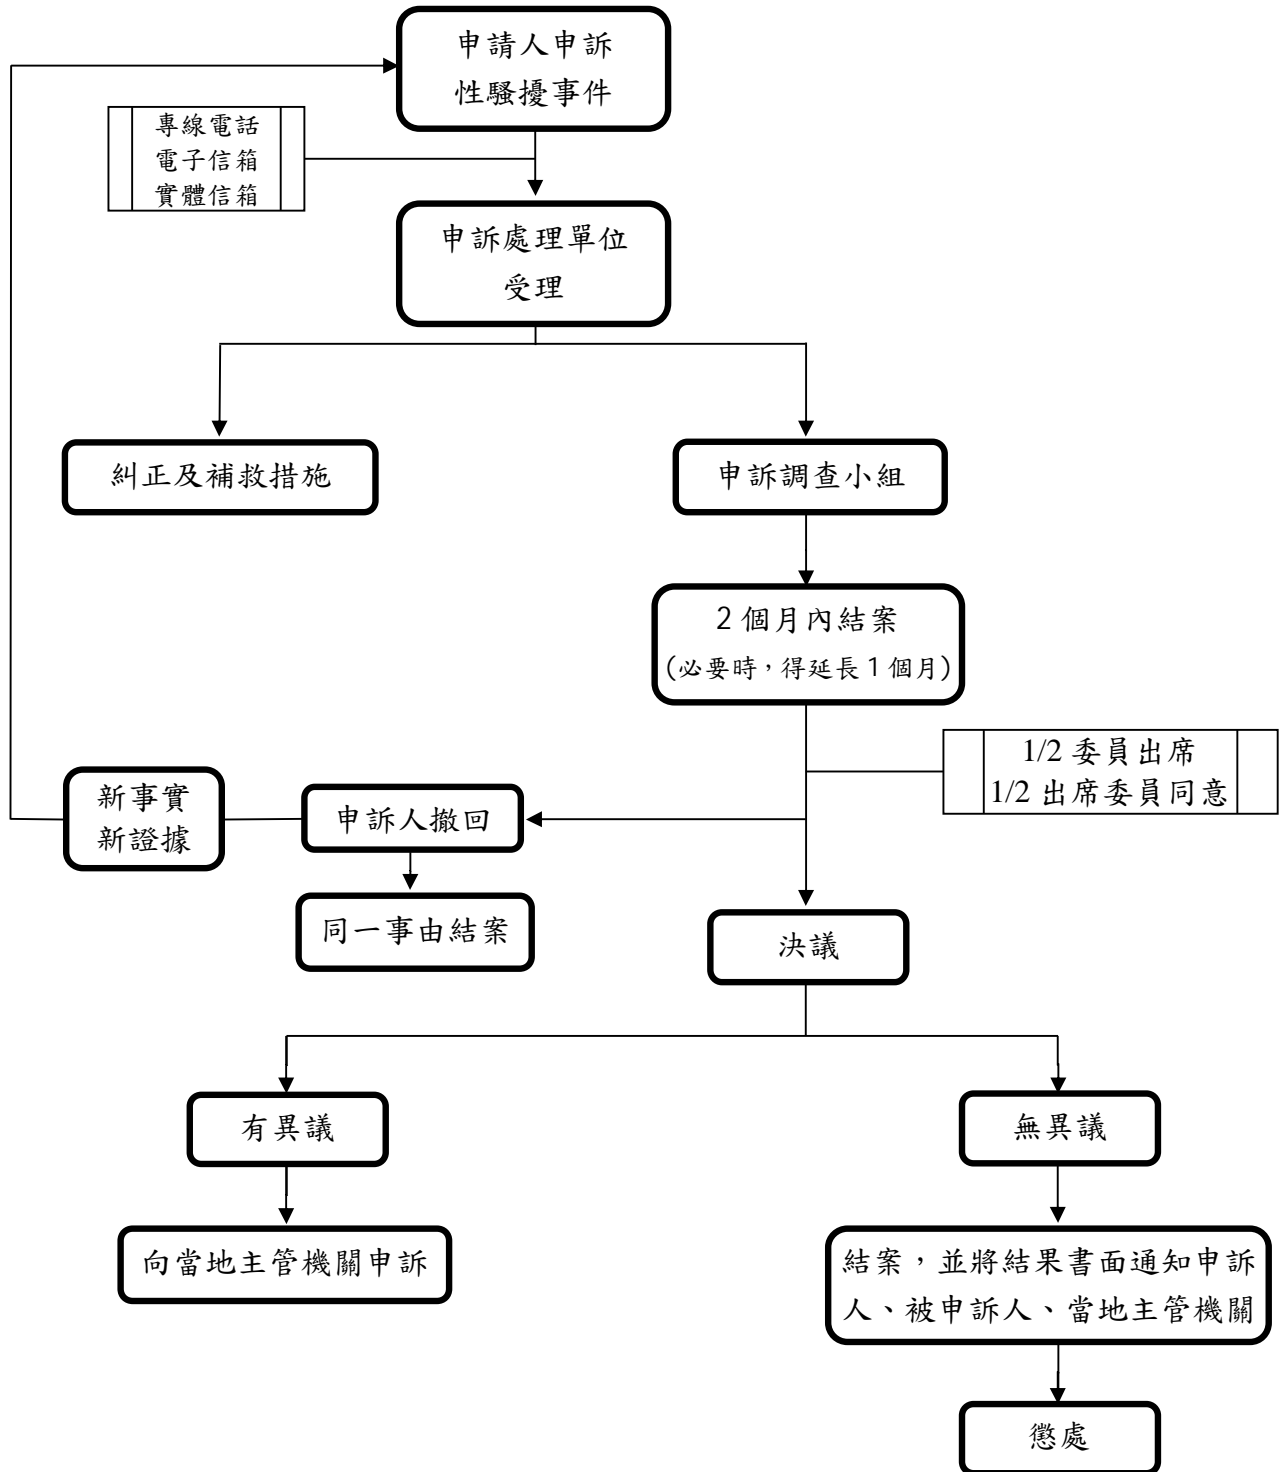 申請人申訴
性騷擾事件
專線電話
電子信箱
實體信箱
申訴處理單位
受理
糾正及補救措施
申訴調查小組
2 個月內結案
(必要時，得延長 1 個月)
1/2 委員出席
1/2 出席委員同意
新事實
新證據
申訴人撤回
同一事由結案
決議
有異議
無異議
向當地主管機關申訴
結案，並將結果書面通知申訴
人、被申訴人、當地主管機關
懲處